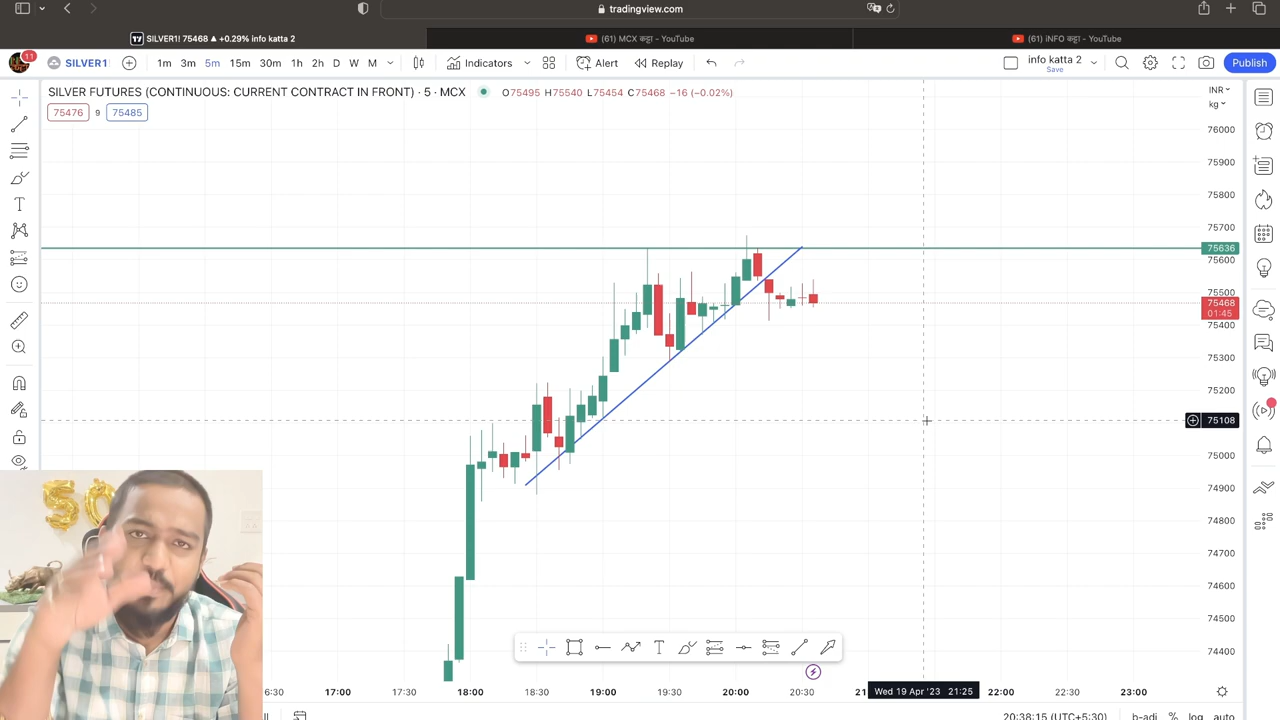 tradingview.com
SILVER1! 75468 ▲ +0.29% info katta 2
(61) MCX कट्टा - YouTube
(61) iNFO कट्टा - YouTube
11
SILVER1
1m 3m 5m 15m 30m 1h 2h D W M
Indicators
Alert
Replay
info katta 2
Save
Publish
SILVER FUTURES (CONTINUOUS: CURRENT CONTRACT IN FRONT) · 5 · MCX
O75495 H75540 L75454 C75468 −16 (−0.02%)
75476 9 75485
INR
kg
76000
75900
75800
75700
75636
75600
75500
75468
01:45
75400
75300
75200
75108
75000
74900
74800
74700
74600
74500
74400
50
6:30 17:00 17:30 18:00 18:30 19:00 19:30 20:00 20:30 21 Wed 19 Apr '23 21:25 22:00 22:30 23:00
20:38:15 (UTC+5:30) b-adj % log auto